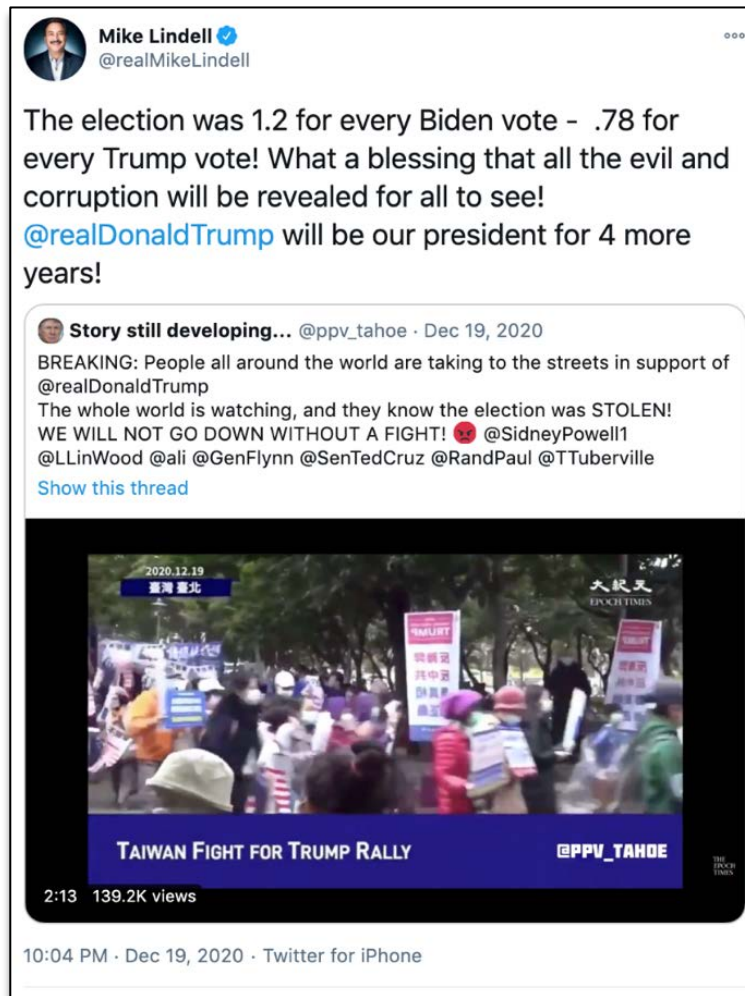 Mike Lindell
@realMikeLindell
The election was 1.2 for every Biden vote - .78 for
every Trump vote! What a blessing that all the evil and
corruption will be revealed for all to see!
@realDonaldTrump will be our president for 4 more
years!
Story still developing... @ppv_tahoe · Dec 19, 2020
BREAKING: People all around the world are taking to the streets in support of
@realDonaldTrump
The whole world is watching, and they know the election was STOLEN!
WE WILL NOT GO DOWN WITHOUT A FIGHT! 😡 @SidneyPowell1
@LLinWood @ali @GenFlynn @SenTedCruz @RandPaul @TTuberville
Show this thread
2020.12.19
臺灣 臺北
大紀元
EPOCH TIMES
TRUMP
TAIWAN FIGHT FOR TRUMP RALLY
@PPV_TAHOE
THE
EPOCH
TIMES
2:13 139.2K views
10:04 PM · Dec 19, 2020 · Twitter for iPhone